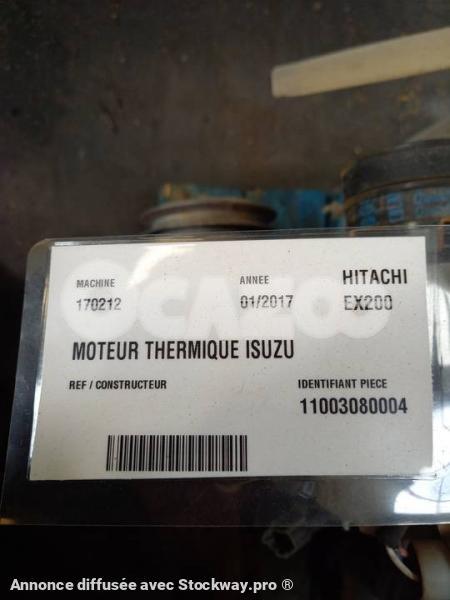 MACHINE ANNEE HITACHI
170212 01/2017 EX200
OCAZOO
MOTEUR THERMIQUE ISUZU
REF / CONSTRUCTEUR IDENTIFIANT PIECE
11003080004
Annonce diffusée avec Stockway.pro ®